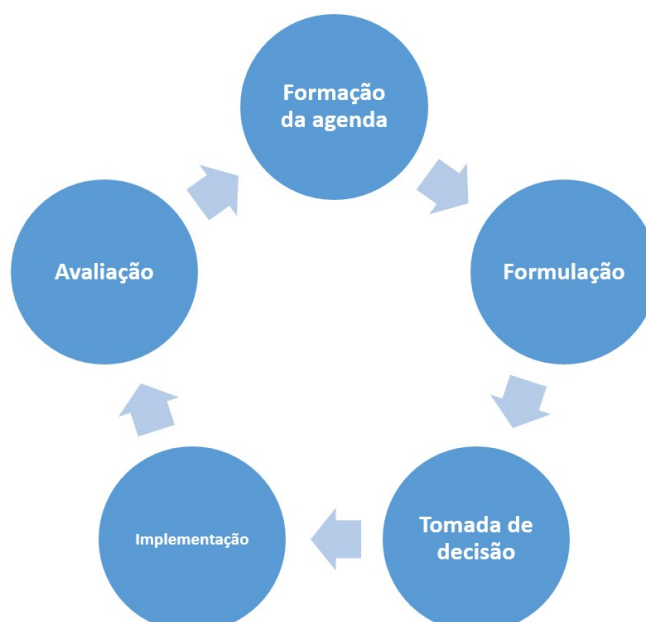 Formação
da agenda
Formulação
Tomada de
decisão
Implementação
Avaliação